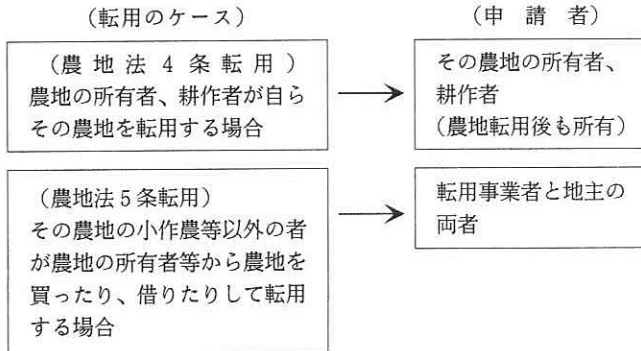 （転用のケース）
（申請者）
（農地法4条転用）
農地の所有者、耕作者が自ら
その農地を転用する場合
その農地の所有者、
耕作者
（農地転用後も所有）
（農地法5条転用）
その農地の小作農等以外の者
が農地の所有者等から農地を
買ったり、借りたりして転用
する場合
転用事業者と地主の
両者